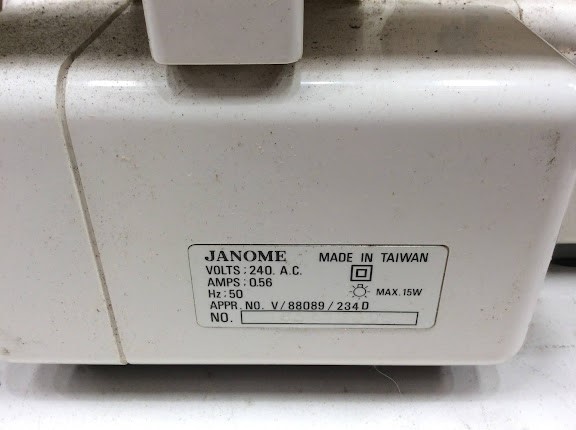 JANOME MADE IN TAIWAN
VOLTS : 240. A.C.
AMPS : 0.56
Hz : 50 MAX. 15W
APPR. NO. V/88089/234D
NO.